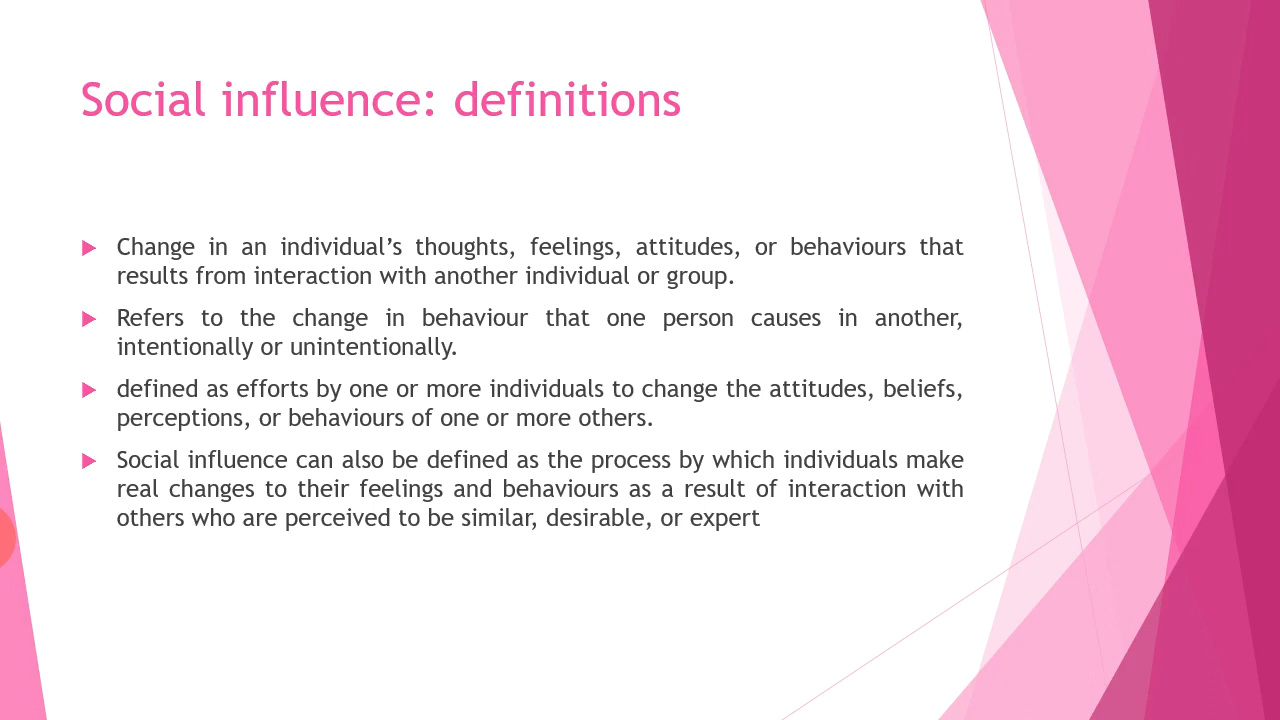 Social influence: definitions
Change in an individual’s thoughts, feelings, attitudes, or behaviours that
results from interaction with another individual or group.
Refers to the change in behaviour that one person causes in another,
intentionally or unintentionally.
defined as efforts by one or more individuals to change the attitudes, beliefs,
perceptions, or behaviours of one or more others.
Social influence can also be defined as the process by which individuals make
real changes to their feelings and behaviours as a result of interaction with
others who are perceived to be similar, desirable, or expert